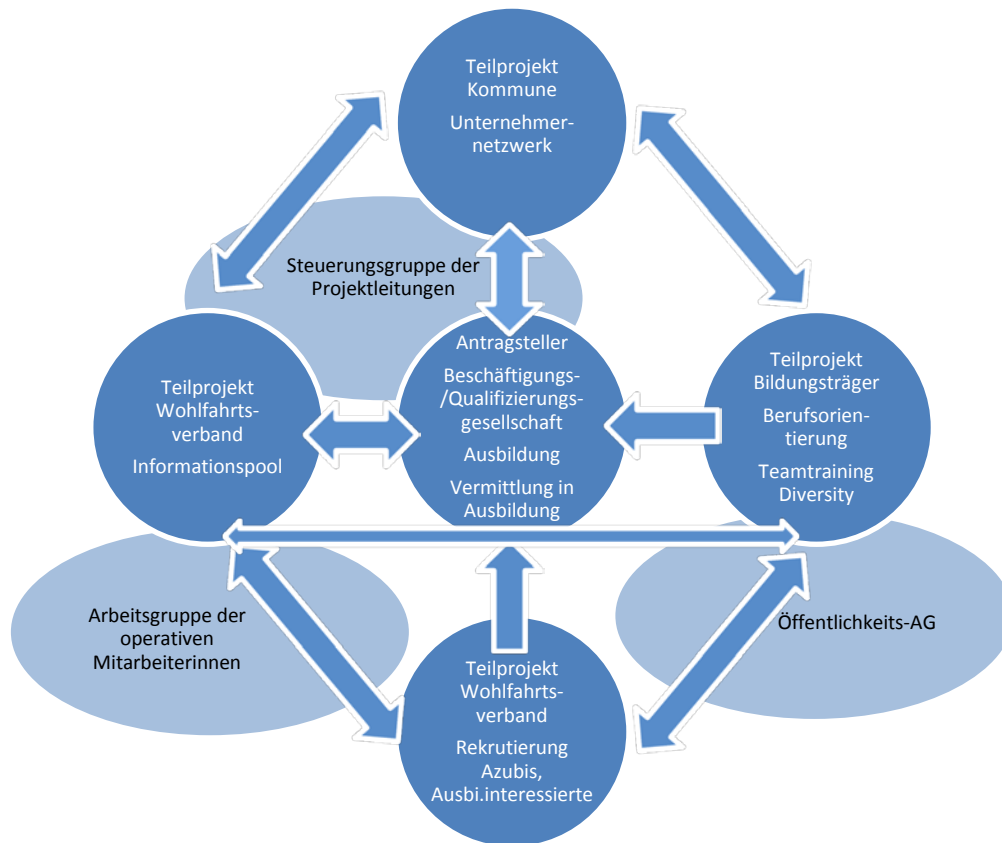 Teilprojekt
Kommune
Unternehmer-
netzwerk
Steuerungsgruppe der
Projektleitungen
Teilprojekt
Wohlfahrts-
verband
Informationspool
Antragsteller
Beschäftigungs-
/Qualifizierungs-
gesellschaft
Ausbildung
Vermittlung in
Ausbildung
Teilprojekt
Bildungsträger
Berufsorien-
tierung
Teamtraining
Diversity
Arbeitsgruppe der
operativen
Mitarbeiterinnen
Öffentlichkeits-AG
Teilprojekt
Wohlfahrts-
verband
Rekrutierung
Azubis,
Ausbi.interessierte